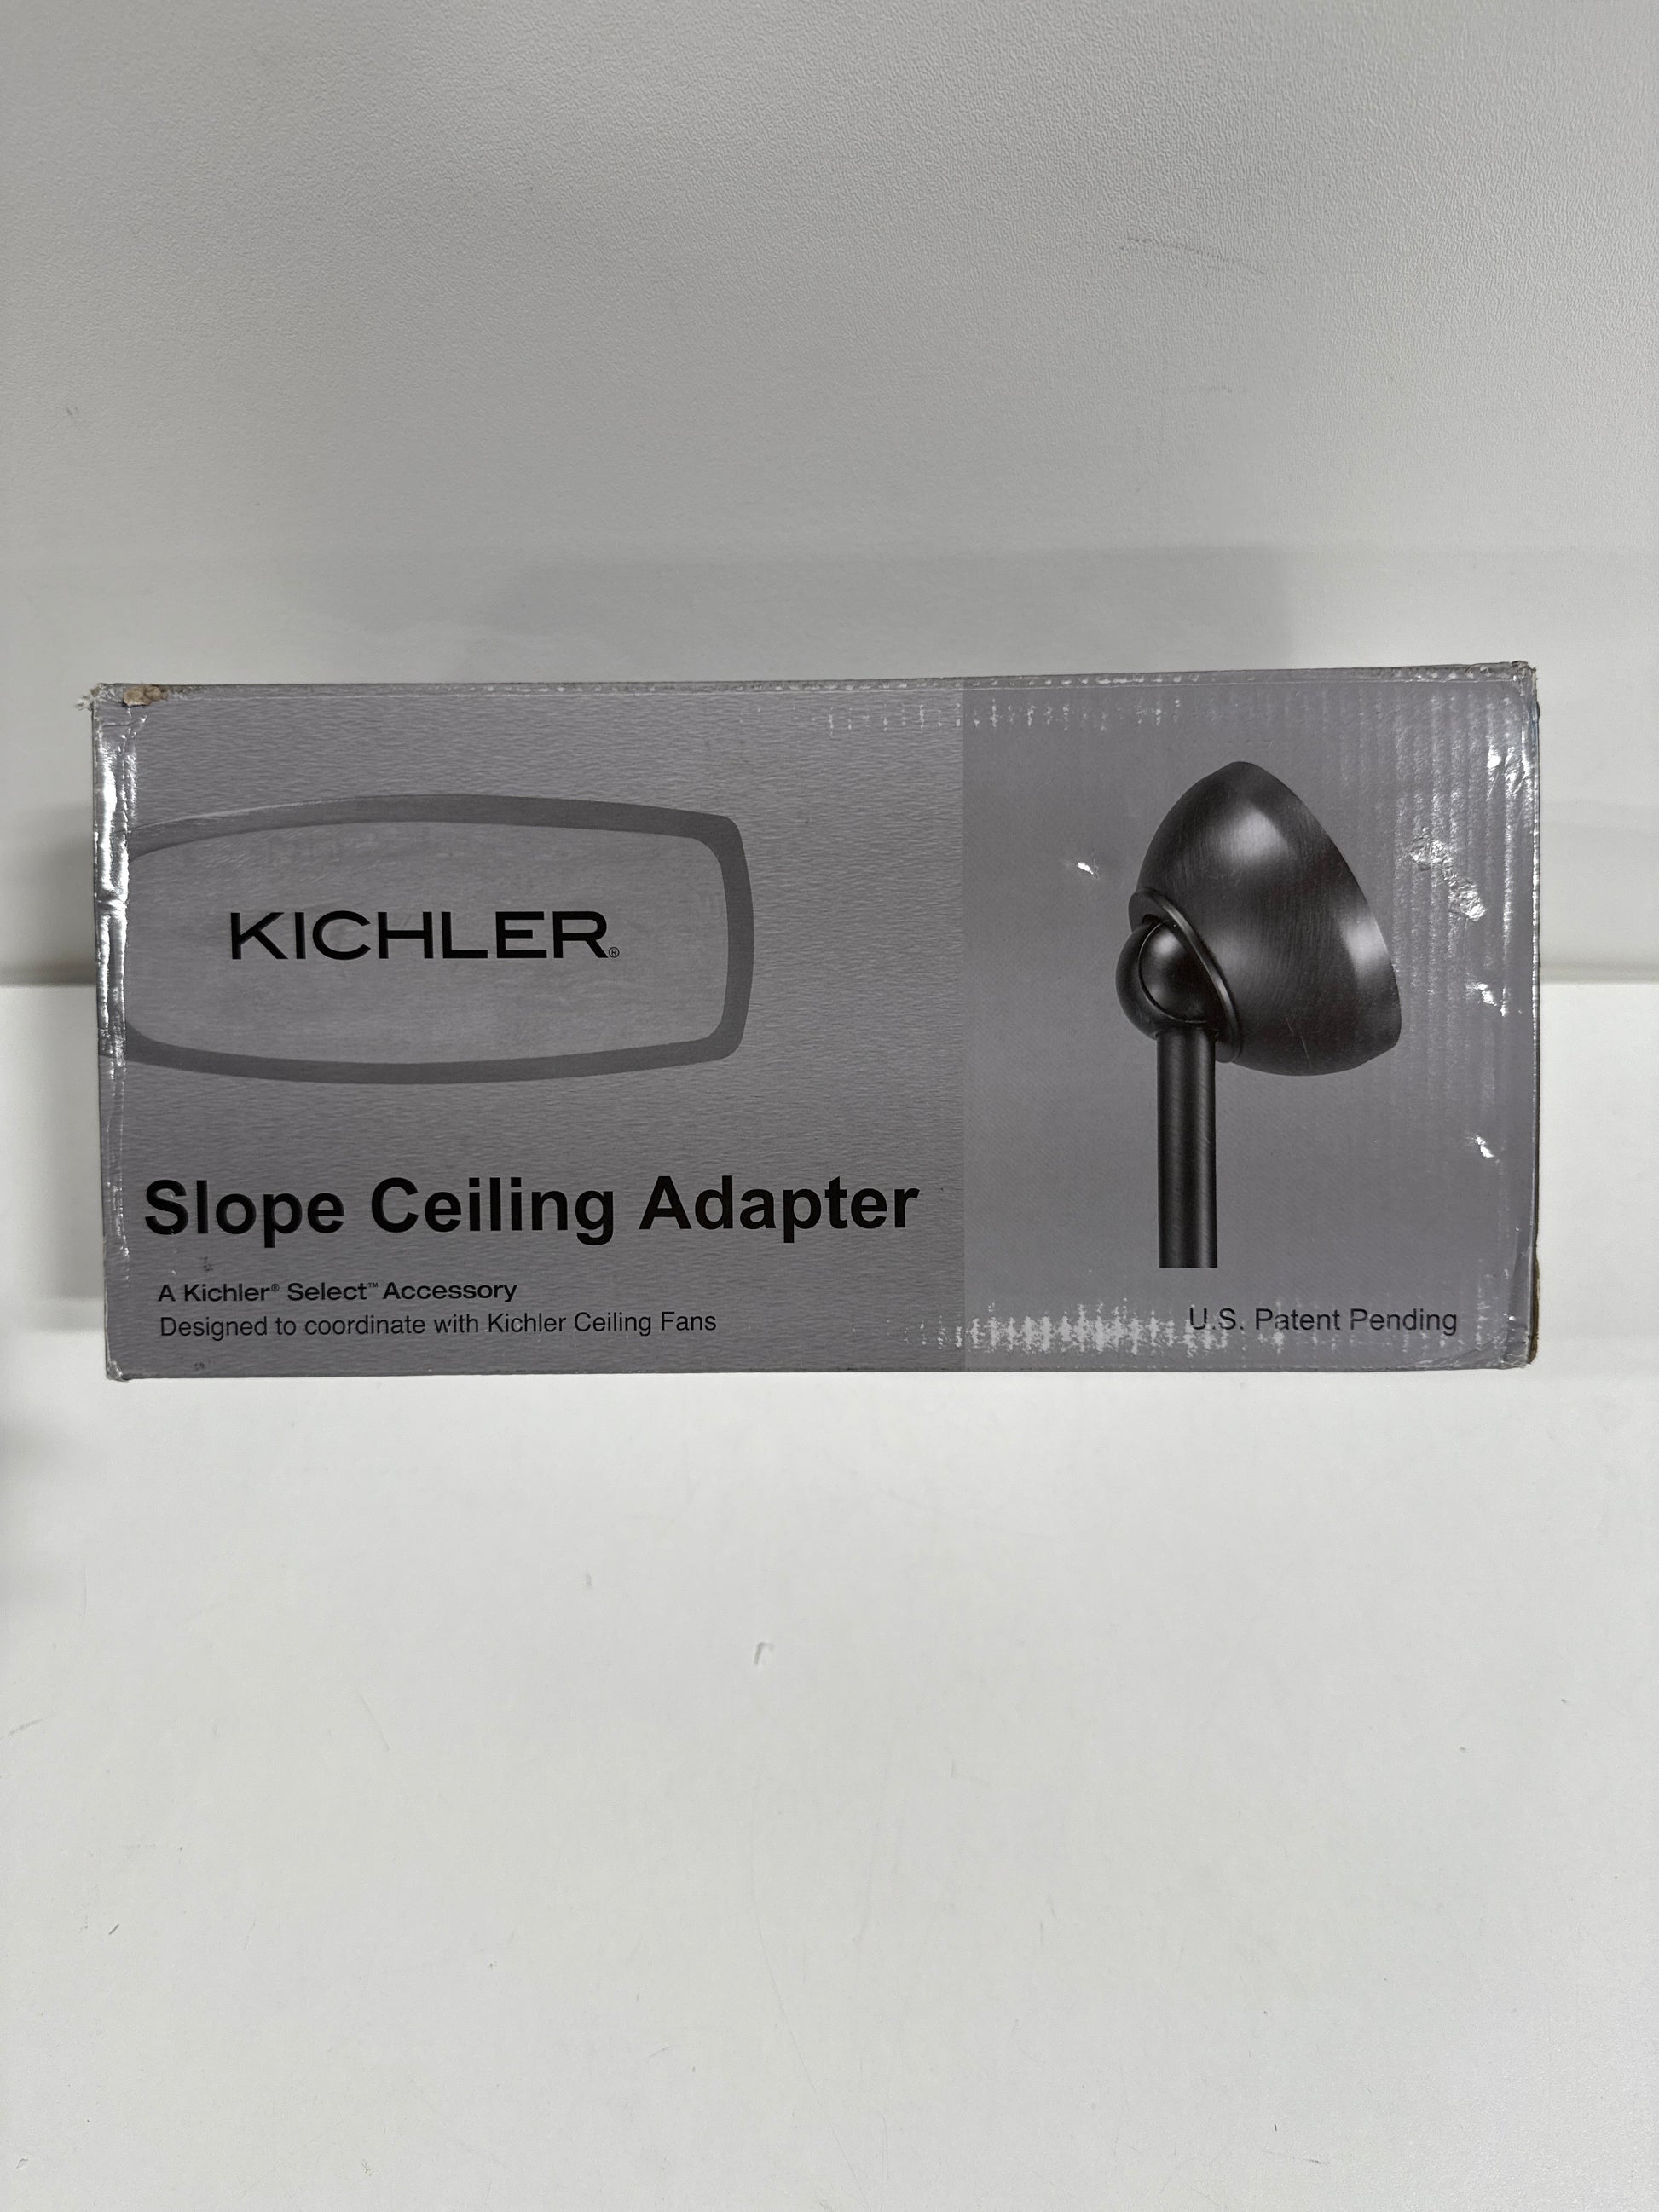 KICHLER®
Slope Ceiling Adapter
A Kichler® Select™ Accessory
Designed to coordinate with Kichler Ceiling Fans
U.S. Patent Pending